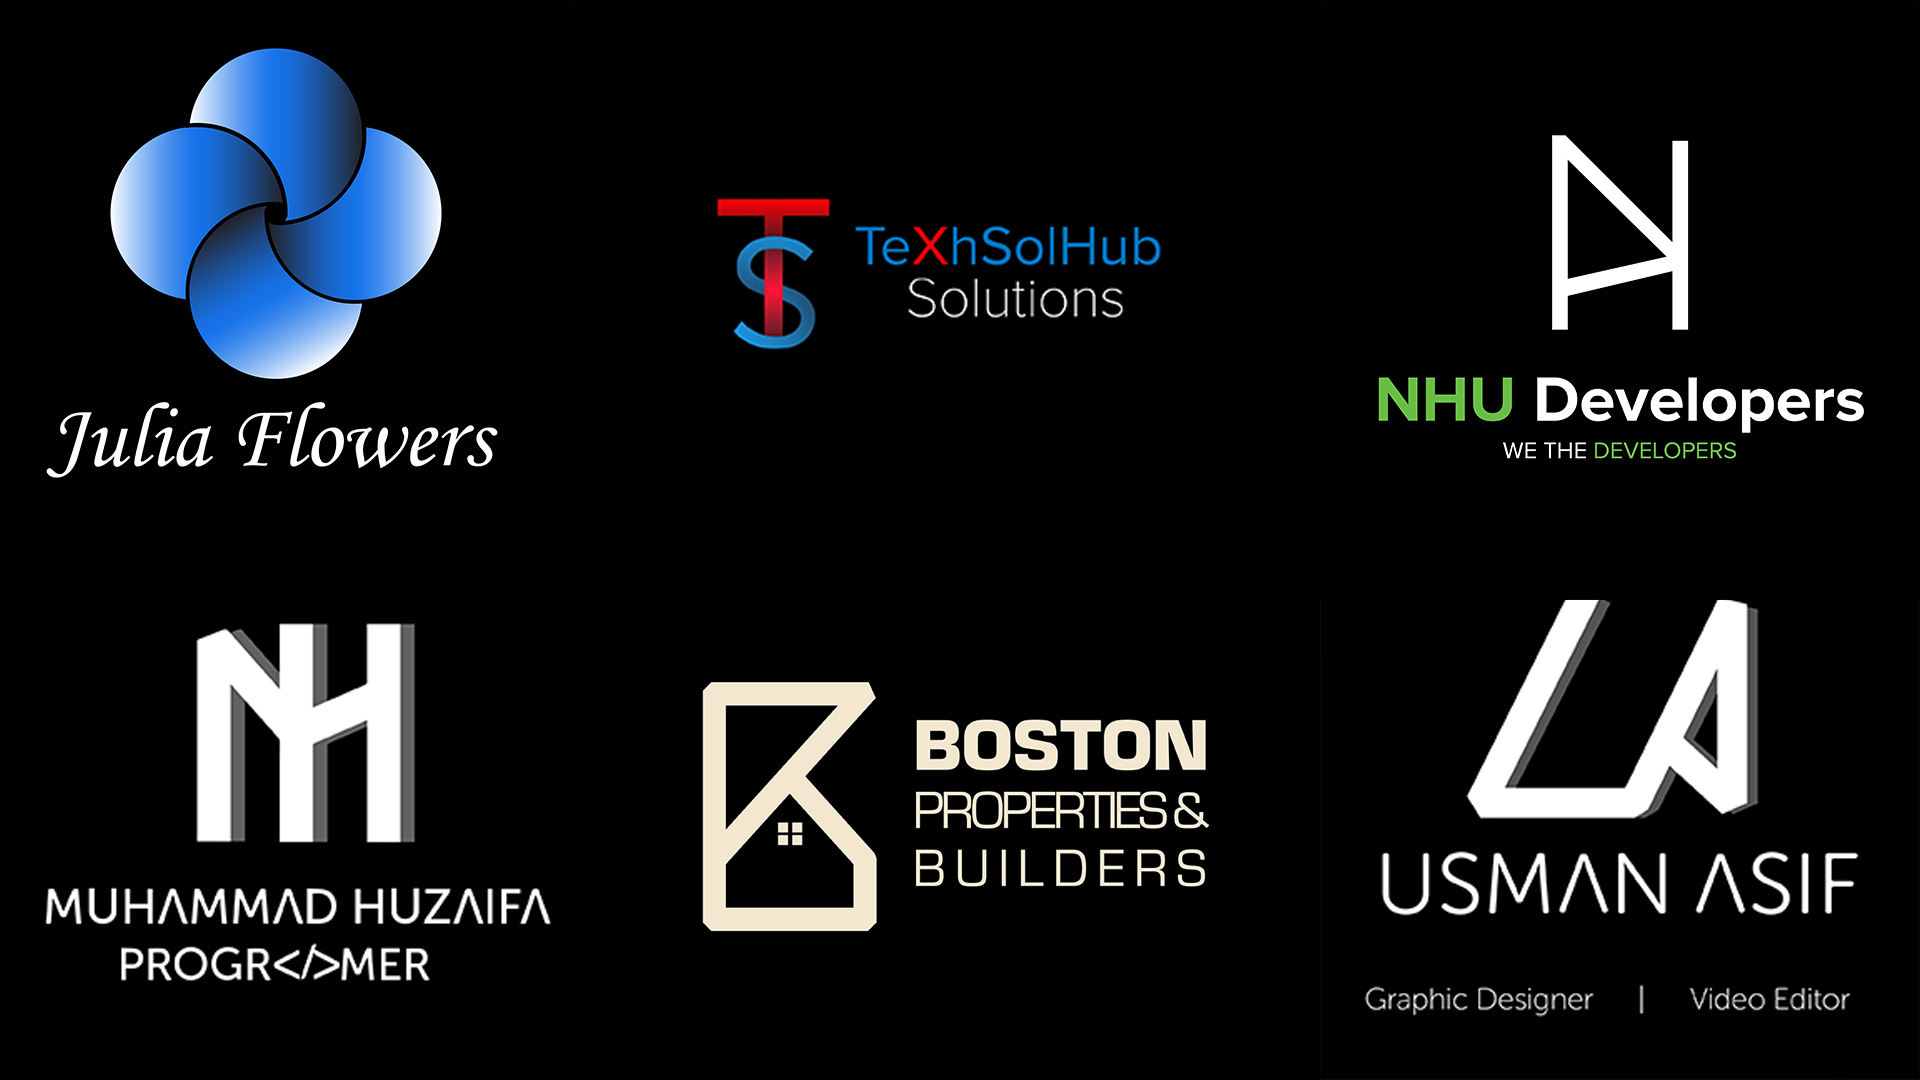 Julia Flowers
TS
TeXhSolHub
Solutions
NHU Developers
WE THE DEVELOPERS
MUHAMMAD HUZAIFA
PROGR</>MER
BOSTON
PROPERTIES &
BUILDERS
USMAN ASIF
Graphic Designer | Video Editor